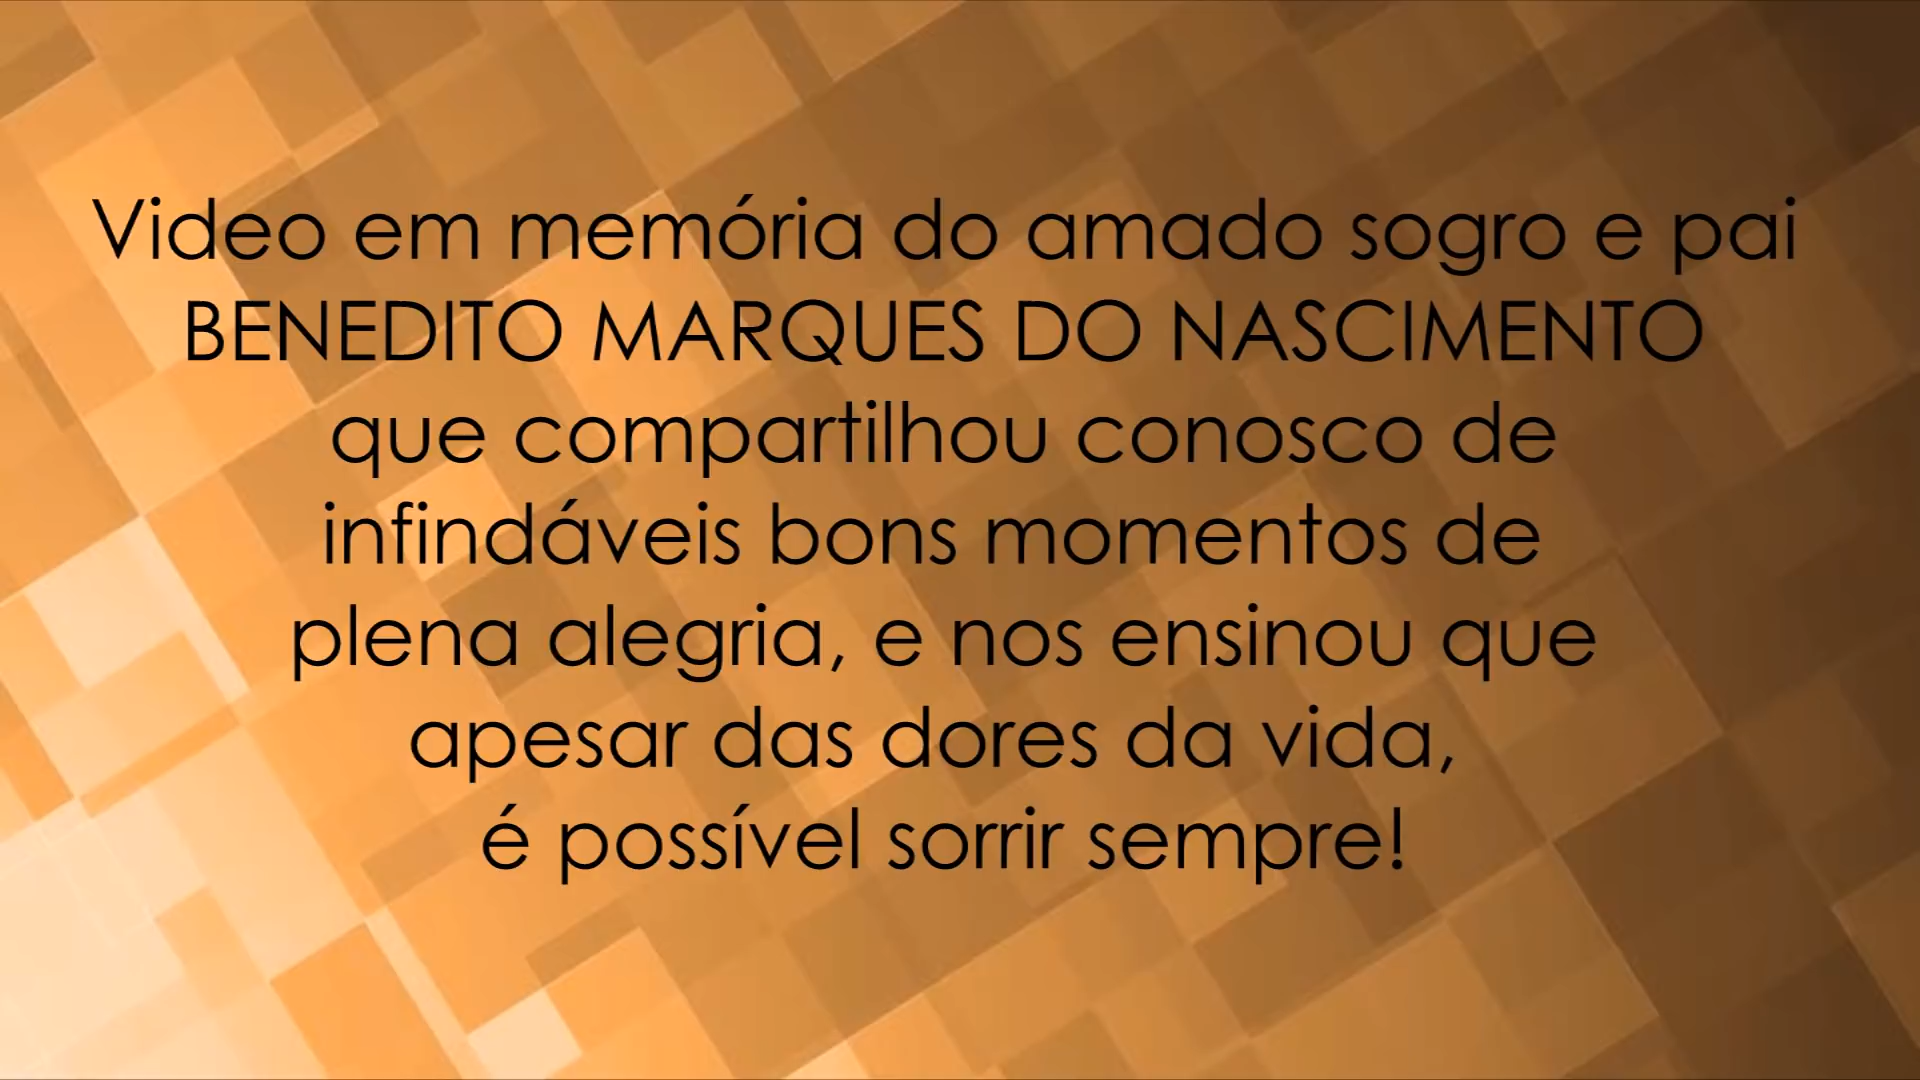 Video em memória do amado sogro e pai
BENEDITO MARQUES DO NASCIMENTO
que compartilhou conosco de
infindáveis bons momentos de
plena alegria, e nos ensinou que
apesar das dores da vida,
é possível sorrir sempre!